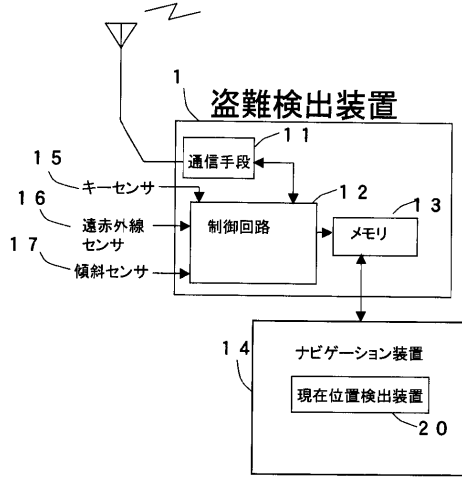 1
盗難検出装置
11
通信手段
15
キーセンサ
12
16
遠赤外線
センサ
制御回路
13
メモリ
17
傾斜センサ
14
ナビゲーション装置
現在位置検出装置
20